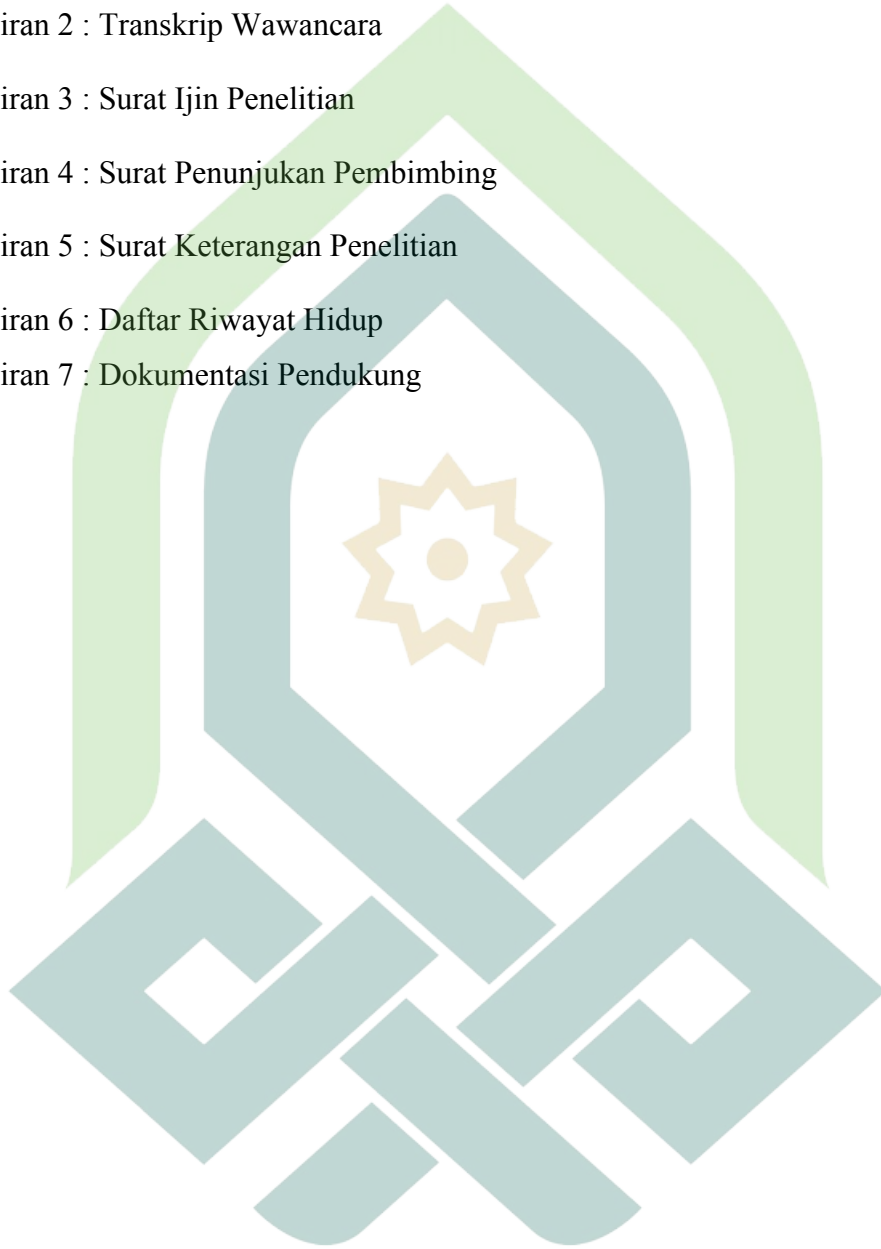 iran 2 : Transkrip Wawancara
iran 3 : Surat Ijin Penelitian
iran 4 : Surat Penunjukan Pembimbing
iran 5 : Surat Keterangan Penelitian
iran 6 : Daftar Riwayat Hidup
iran 7 : Dokumentasi Pendukung